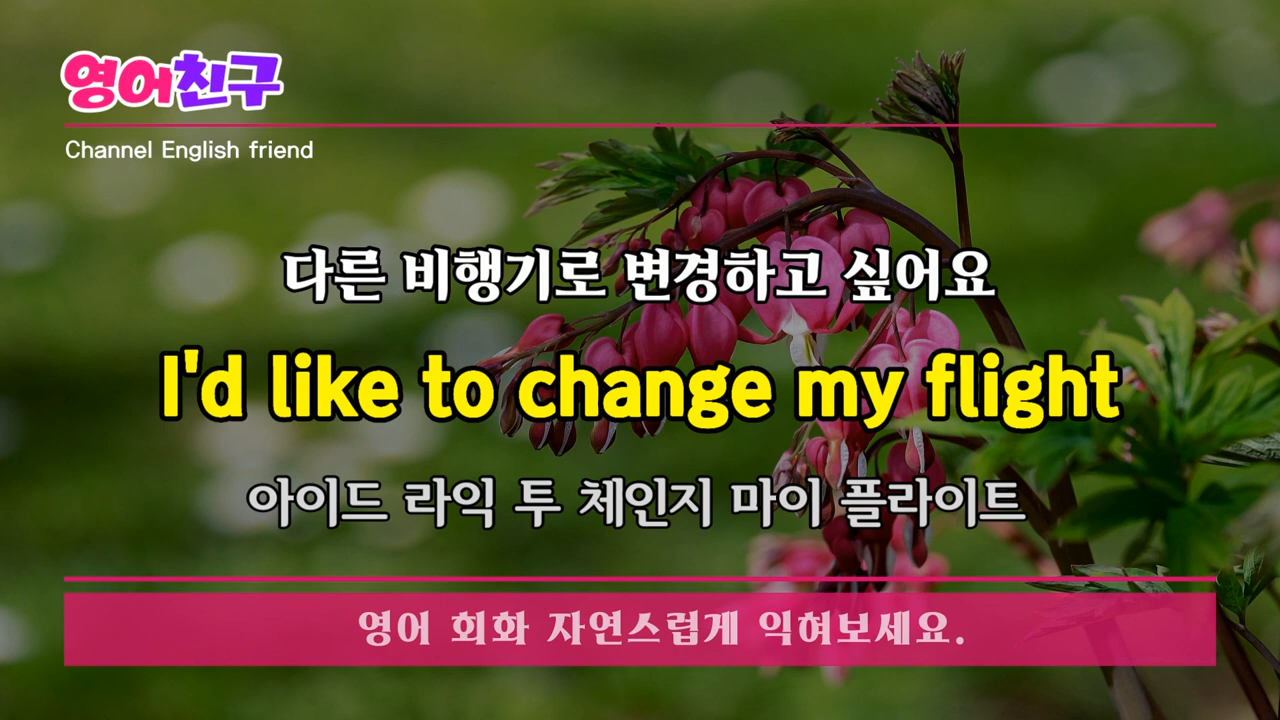 영어친구
Channel English friend
다른 비행기로 변경하고 싶어요
I'd like to change my flight
아이드 라익 투 체인지 마이 플라이트
영어 회화 자연스럽게 익혀보세요.